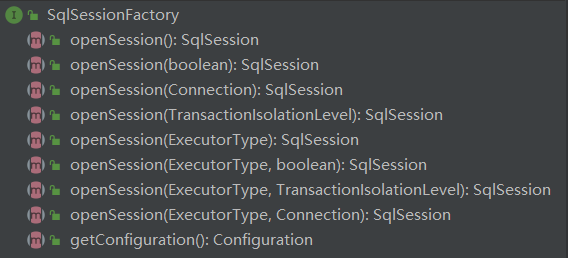 SqlSessionFactory
openSession(): SqlSession
openSession(boolean): SqlSession
openSession(Connection): SqlSession
openSession(TransactionIsolationLevel): SqlSession
openSession(ExecutorType): SqlSession
openSession(ExecutorType, boolean): SqlSession
openSession(ExecutorType, TransactionIsolationLevel): SqlSession
openSession(ExecutorType, Connection): SqlSession
getConfiguration(): Configuration